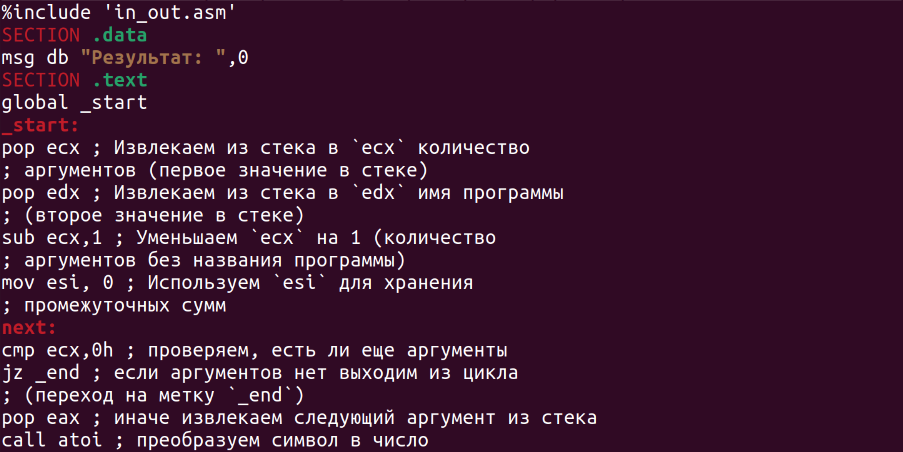 %include 'in_out.asm'
SECTION .data
msg db "Результат: ",0
SECTION .text
global _start
_start:
pop ecx ; Извлекаем из стека в `ecx` количество
; аргументов (первое значение в стеке)
pop edx ; Извлекаем из стека в `edx` имя программы
; (второе значение в стеке)
sub ecx,1 ; Уменьшаем `ecx` на 1 (количество
; аргументов без названия программы)
mov esi, 0 ; Используем `esi` для хранения
; промежуточных сумм
next:
cmp ecx,0h ; проверяем, есть ли еще аргументы
jz _end ; если аргументов нет выходим из цикла
; (переход на метку `_end`)
pop eax ; иначе извлекаем следующий аргумент из стека
call atoi ; преобразуем символ в число